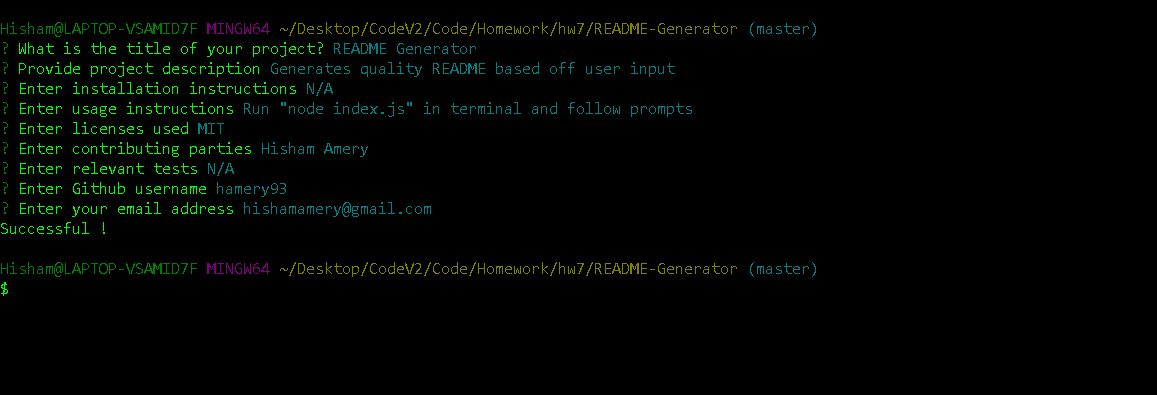 Hisham@LAPTOP-VSAMID7F MINGW64 ~/Desktop/CodeV2/Code/Homework/hw7/README-Generator (master)
? What is the title of your project? README Generator
? Provide project description Generates quality README based off user input
? Enter installation instructions N/A
? Enter usage instructions Run "node index.js" in terminal and follow prompts
? Enter licenses used MIT
? Enter contributing parties Hisham Amery
? Enter relevant tests N/A
? Enter Github username hamery93
? Enter your email address hishamamery@gmail.com
Successful !
Hisham@LAPTOP-VSAMID7F MINGW64 ~/Desktop/CodeV2/Code/Homework/hw7/README-Generator (master)
$